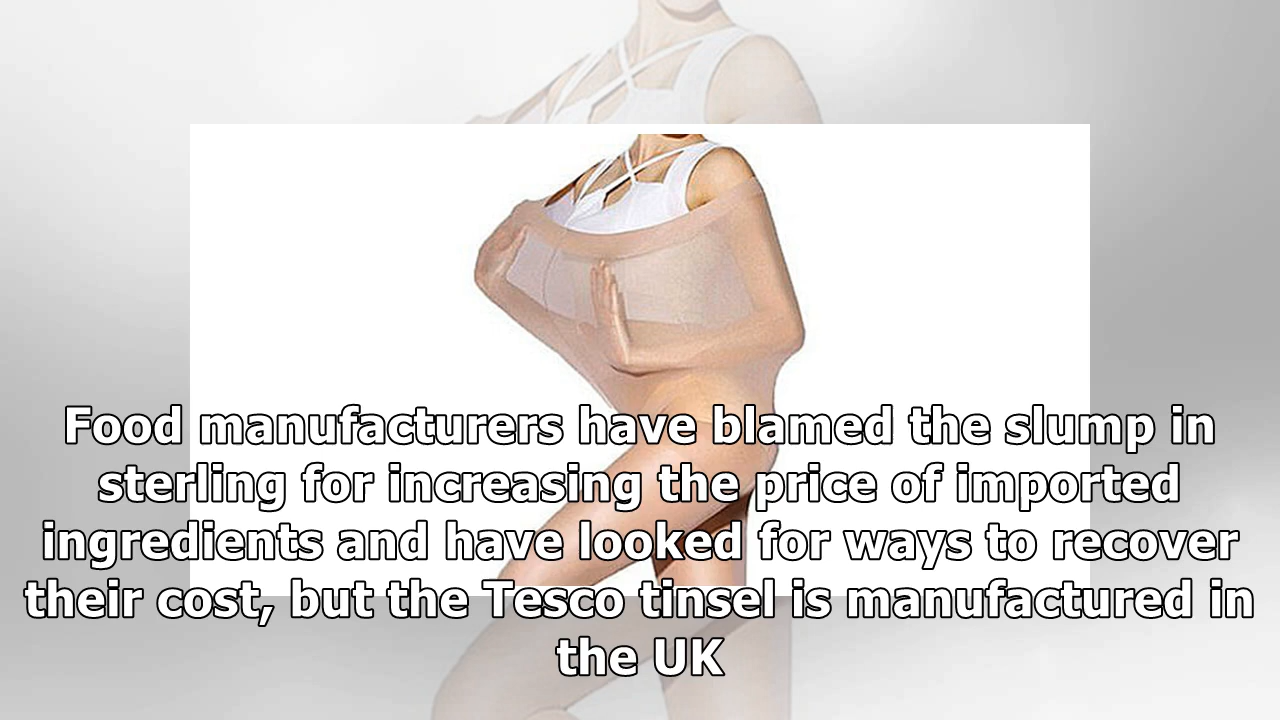 Food manufacturers have blamed the slump in
sterling for increasing the price of imported
ingredients and have looked for ways to recover
their cost, but the Tesco tinsel is manufactured in
the UK